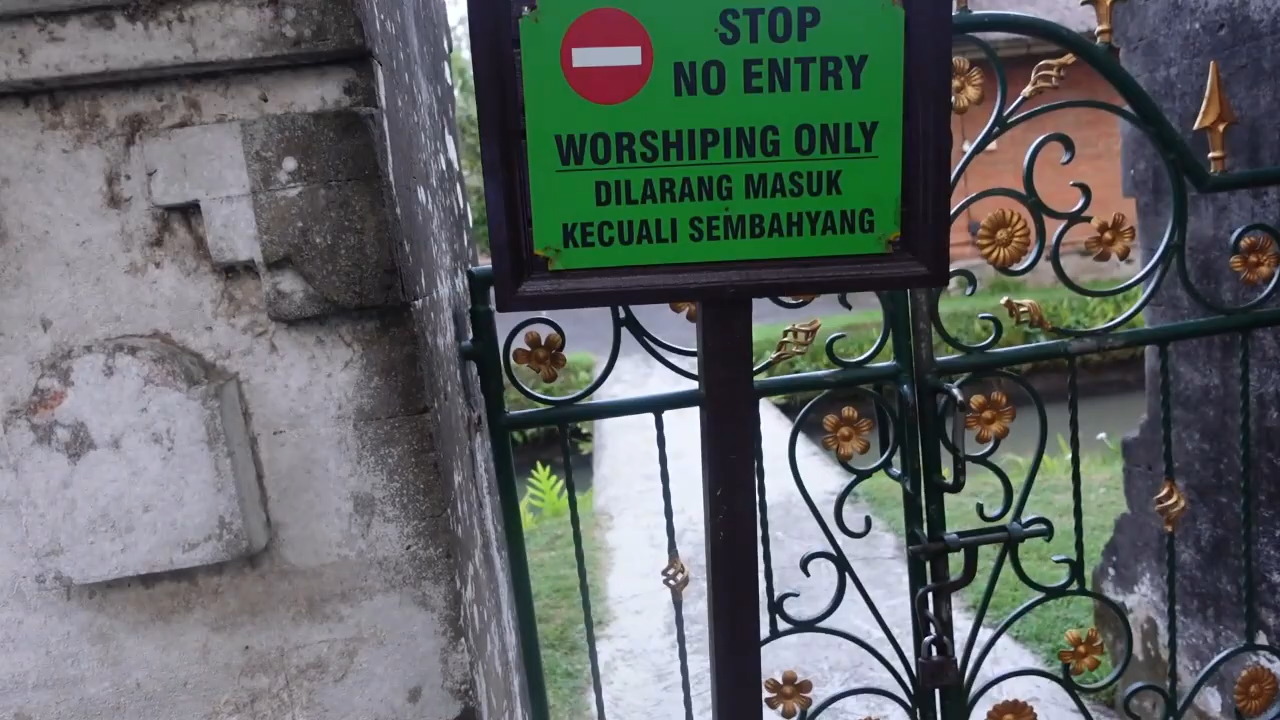 STOP
NO ENTRY
WORSHIPING ONLY
DILARANG MASUK
KECUALI SEMBAHYANG